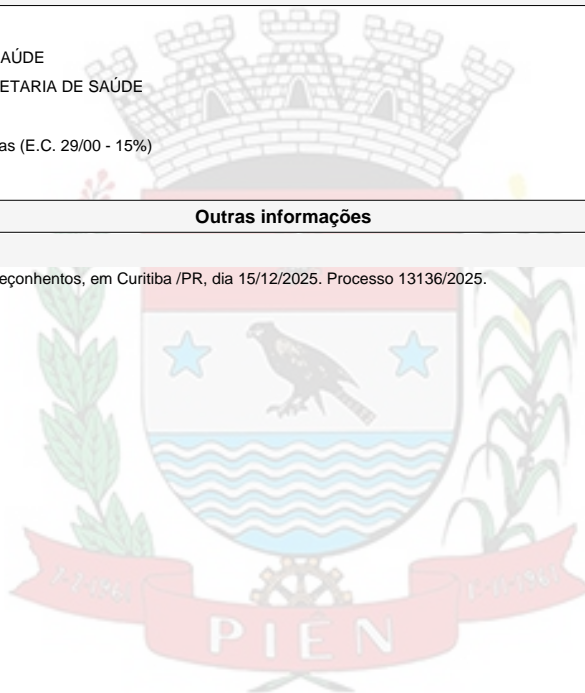 AÚDE
ETARIA DE SAÚDE
as (E.C. 29/00 - 15%)
Outras informações
eçonhentos, em Curitiba /PR, dia 15/12/2025. Processo 13136/2025.
PIÊN